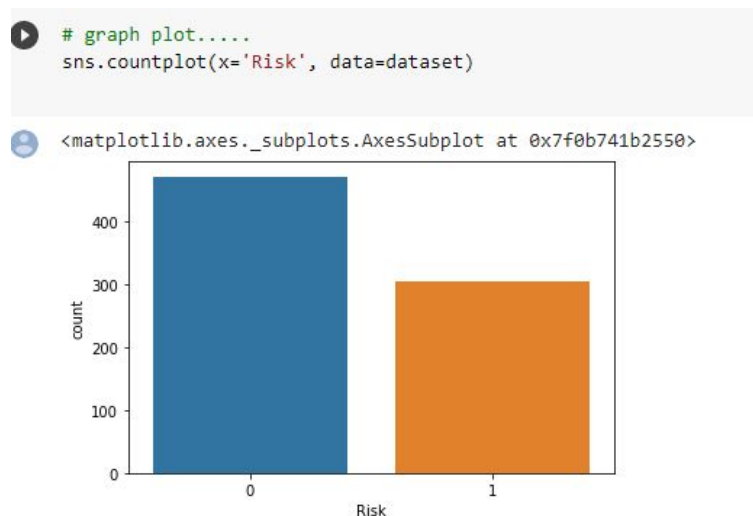 # graph plot.....
sns.countplot(x='Risk', data=dataset)
<matplotlib.axes._subplots.AxesSubplot at 0x7f0b741b2550>
400
300
200
100
0
count
0 1
Risk